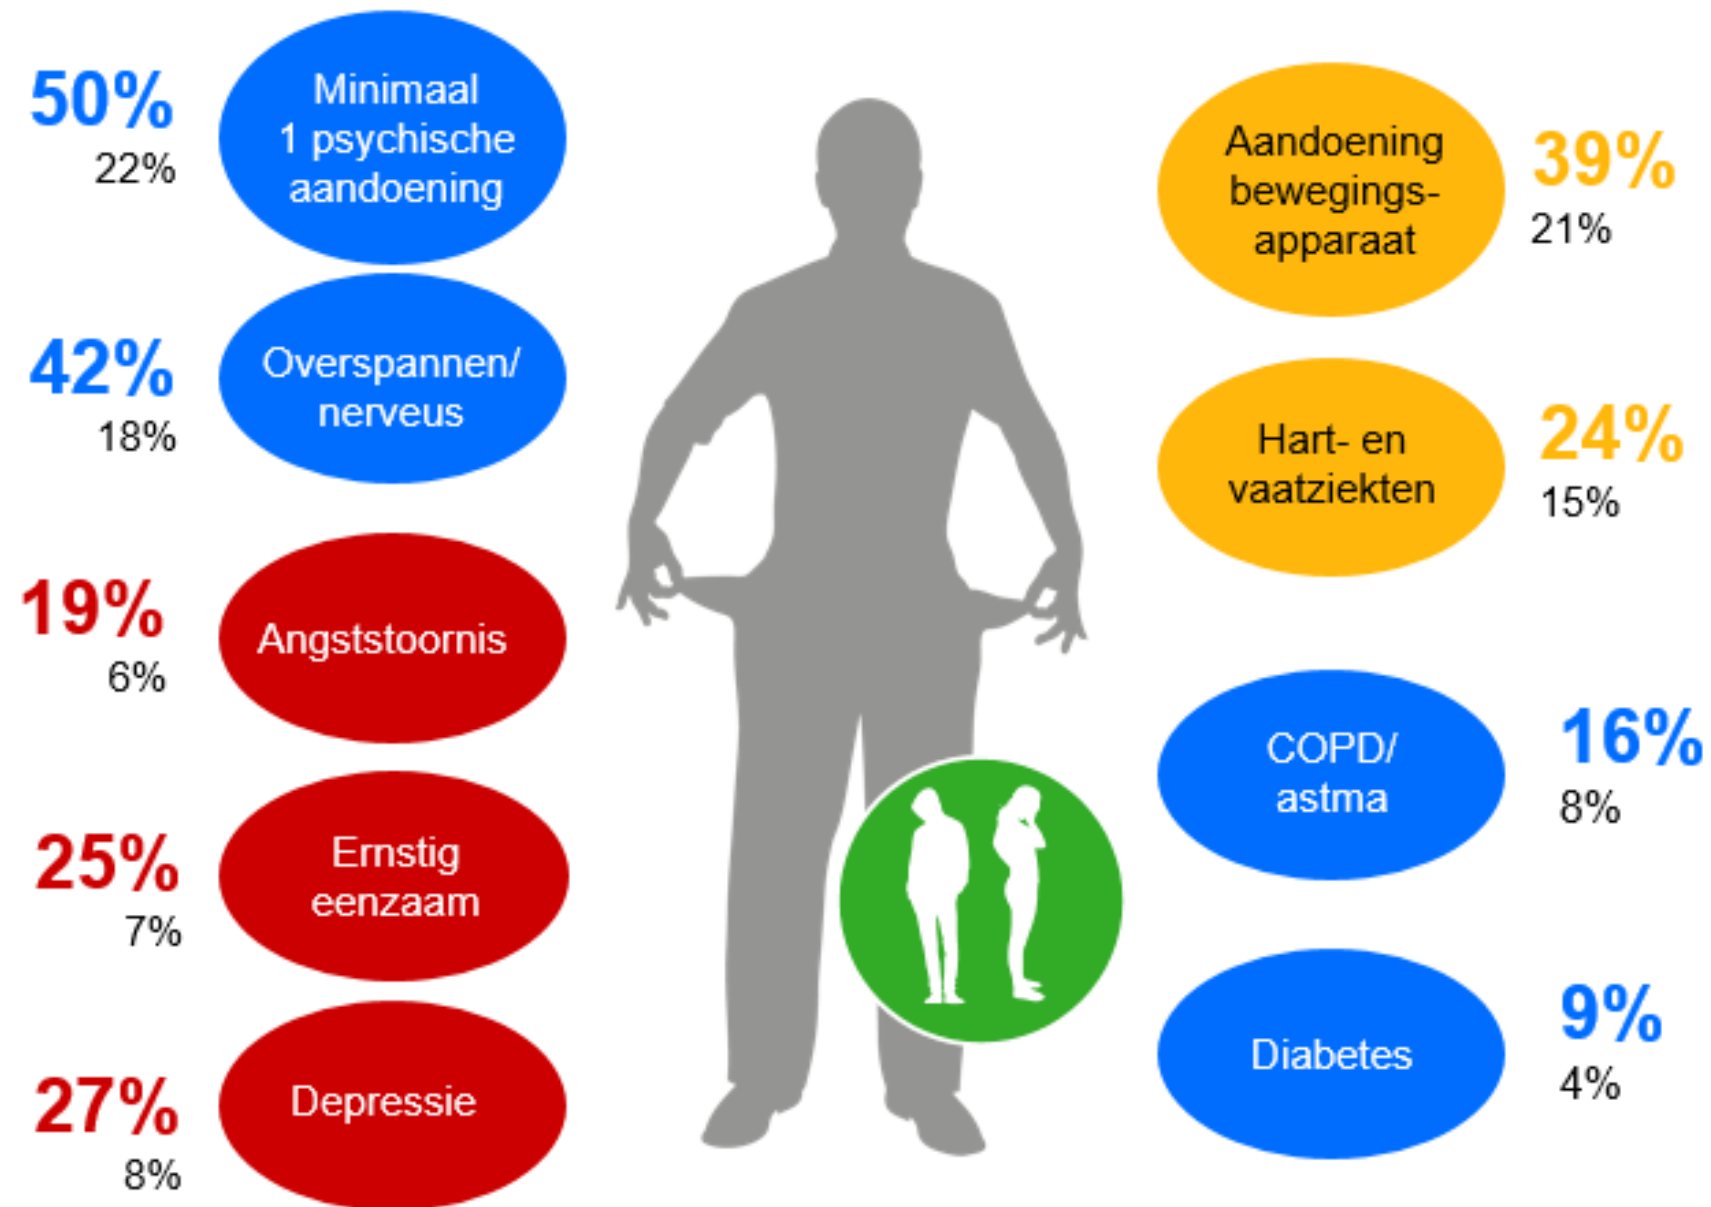 50%
22%
Minimaal
1 psychische
aandoening
42%
18%
Overspannen/
nerveus
19%
6%
Angststoornis
25%
7%
Ernstig
eenzaam
27%
8%
Depressie
Aandoening
bewegings-
apparaat
39%
21%
Hart- en
vaatziekten
24%
15%
COPD/
astma
16%
8%
Diabetes
9%
4%